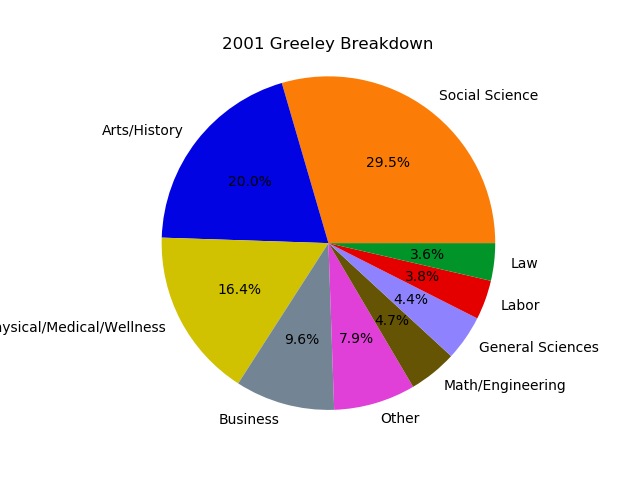 2001 Greeley Breakdown
Social Science
29.5%
Arts/History
20.0%
ysical/Medical/Wellness
16.4%
Business
9.6%
Other
7.9%
Math/Engineering
4.7%
General Sciences
4.4%
Labor
3.8%
Law
3.6%